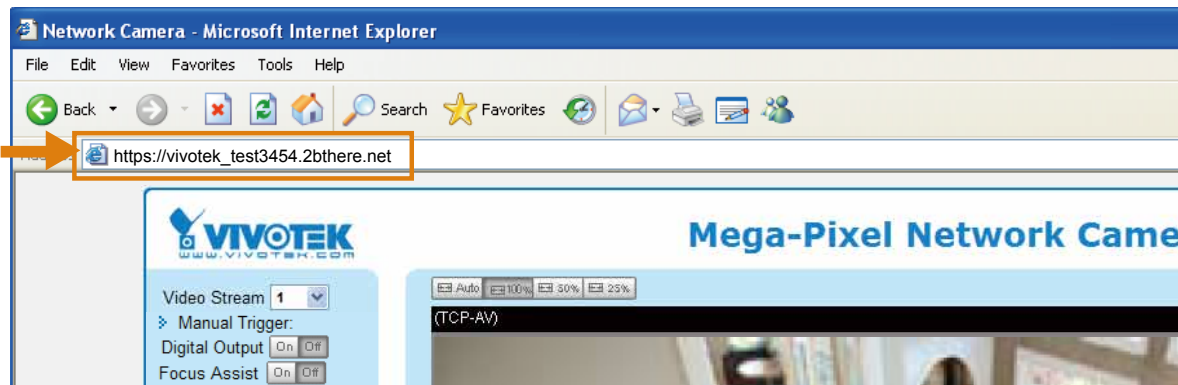 Network Camera - Microsoft Internet Explorer
File Edit View Favorites Tools Help
Back Search Favorites
https://vivotek_test3454.2bthere.net
VIVOTEK
www.vivotek.com
Mega-Pixel Network Came
Video Stream 1
Auto 100% 50% 25%
Manual Trigger:
(TCP-AV)
Digital Output On Off
Focus Assist On Off